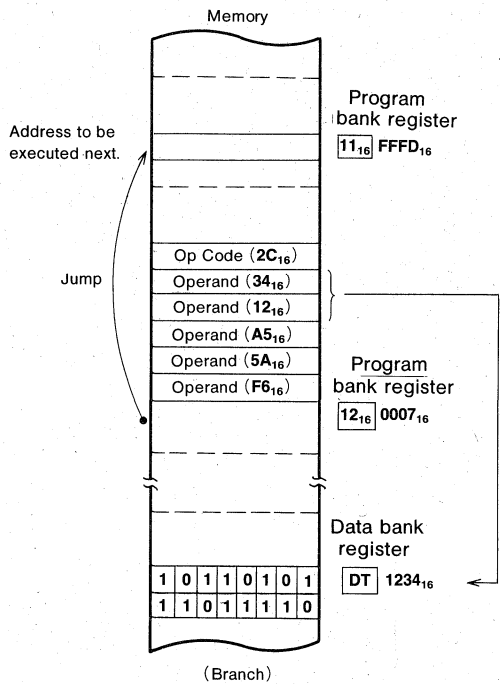 Memory
Program
bank register
11₁₆ FFFD₁₆
Address to be
executed next.
Op Code (2C₁₆)
Jump
Operand (34₁₆)
Operand (12₁₆)
Operand (A5₁₆)
Operand (5A₁₆)
Operand (F6₁₆)
Program
bank register
12₁₆ 0007₁₆
Data bank
register
1 0 1 1 0 1 0 1
DT 1234₁₆
1 1 0 1 1 1 1 0
(Branch)